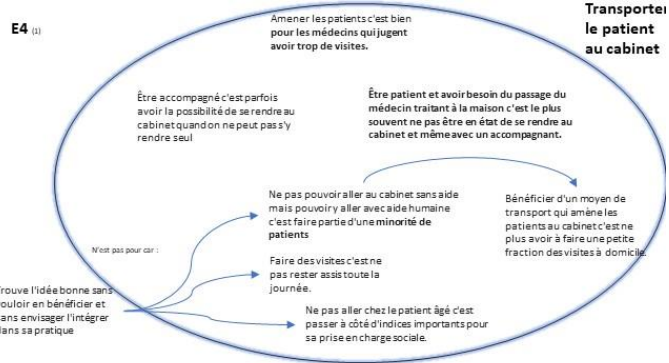 E4 (1)
Transporter
le patient
au cabinet
Amener les patients c'est bien
pour les médecins qui jugent
avoir trop de visites.
Être accompagné c'est parfois
avoir la possibilité de se rendre au
cabinet quand on ne peut pas s'y
rendre seul
Être patient et avoir besoin du passage du
médecin traitant à la maison c'est le plus
souvent ne pas être en état de se rendre au
cabinet et même avec un accompagnant.
Ne pas pouvoir aller au cabinet sans aide
mais pouvoir y aller avec aide humaine
c'est faire partie d'une minorité de
patients
Bénéficier d'un moyen de
transport qui amène les
patients au cabinet c'est ne
plus avoir à faire une petite
fraction des visites à domicile.
N'est pas pour car :
Faire des visites c'est ne
pas rester assis toute la
journée.
rouve l'idée bonne sans
ouloir en bénéficier et
ans envisager l'intégrer
ans sa pratique
Ne pas aller chez le patient âgé c'est
passer à côté d'indices importants pour
sa prise en charge sociale.